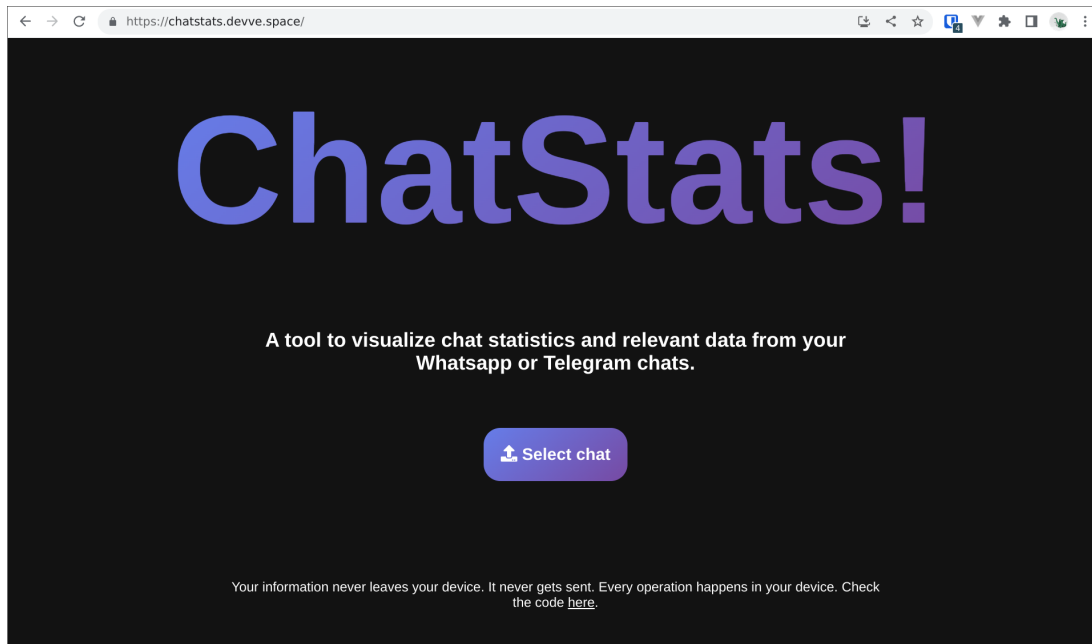 https://chatstats.devve.space/
4
ChatStats!
A tool to visualize chat statistics and relevant data from your
Whatsapp or Telegram chats.
Select chat
Your information never leaves your device. It never gets sent. Every operation happens in your device. Check
the code here.